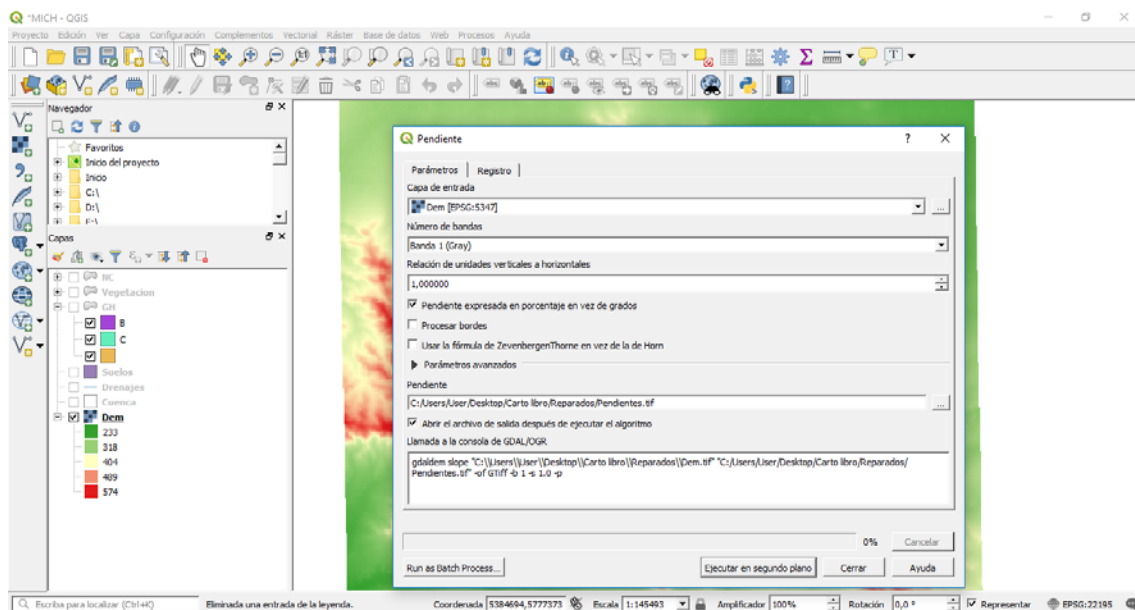 *MICH - QGIS
Proyecto Edición Ver Capa Configuración Complementos Vectorial Ráster Base de datos Web Procesos Ayuda
Navegador
Favoritos
Inicio del proyecto
Inicio
C:\
D:\
E:\
Capas
NC
Vegetacion
GH
B
C
Suelos
Drenajes
Cuenca
Dem
233
318
404
489
574
Pendiente
? X
Parámetros Registro
Capa de entrada
Dem [EPSG:5347]
...
Número de bandas
Banda 1 (Gray)
Relación de unidades verticales a horizontales
1,000000
Pendiente expresada en porcentaje en vez de grados
Procesar bordes
Usar la fórmula de ZevenbergenThorne en vez de la de Horn
Parámetros avanzados
Pendiente
C:/Users/User/Desktop/Carto libro/Reparados/Pendientes.tif
...
Abrir el archivo de salida después de ejecutar el algoritmo
Llamada a la consola de GDAL/OGR
gdaldem slope "C:\\Users\\User\\Desktop\\Carto libro\\Reparados\\Dem.tif" "C:/Users/User/Desktop/Carto libro/Reparados/
Pendientes.tif" -of GTiff -b 1 -s 1.0 -p
0% Cancelar
Run as Batch Process... Ejecutar en segundo plano Cerrar Ayuda
Escriba para localizar (Ctrl+K) Eliminada una entrada de la leyenda. Coordenada 5384694,5777373 Escala 1:145493 Amplificador 100% Rotación 0,0 ° Representar EPSG:22195